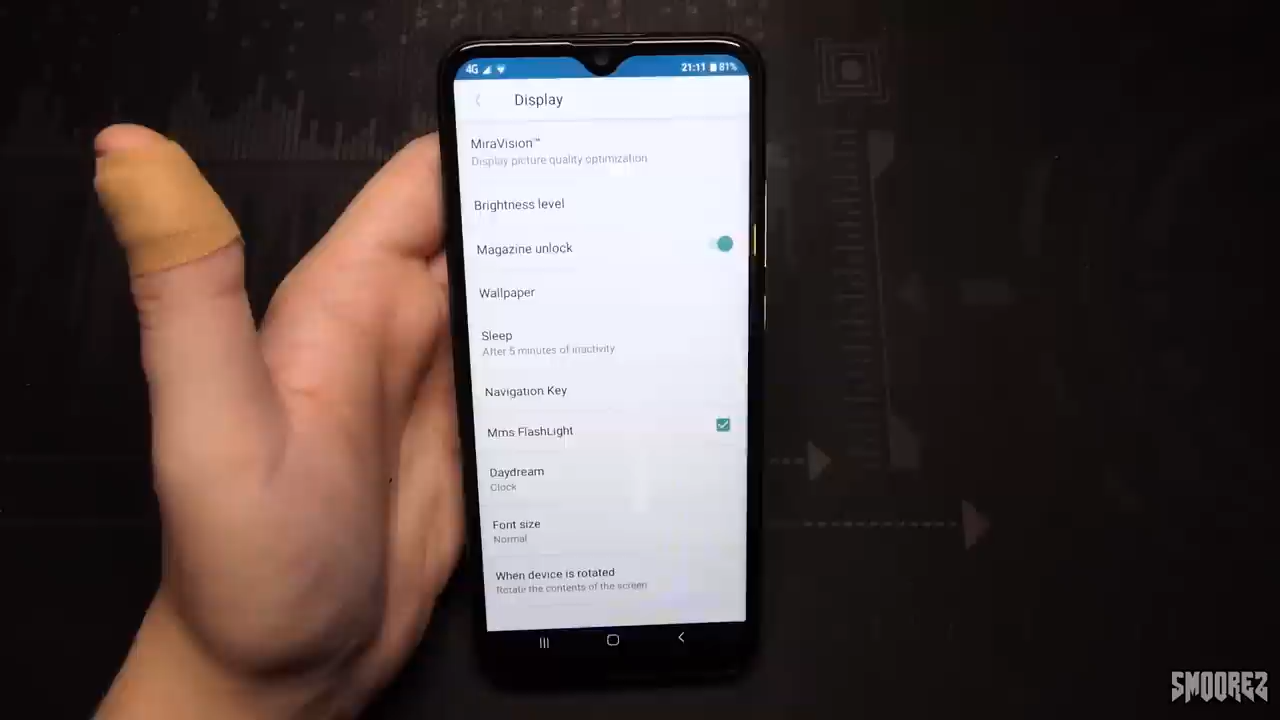 4G
21:11 81%
Display
MiraVision™
Display picture quality optimization
Brightness level
Magazine unlock
Wallpaper
Sleep
After 5 minutes of inactivity
Navigation Key
Mms FlashLight
Daydream
Clock
Font size
Normal
When device is rotated
Rotate the contents of the screen
SMOOREZ